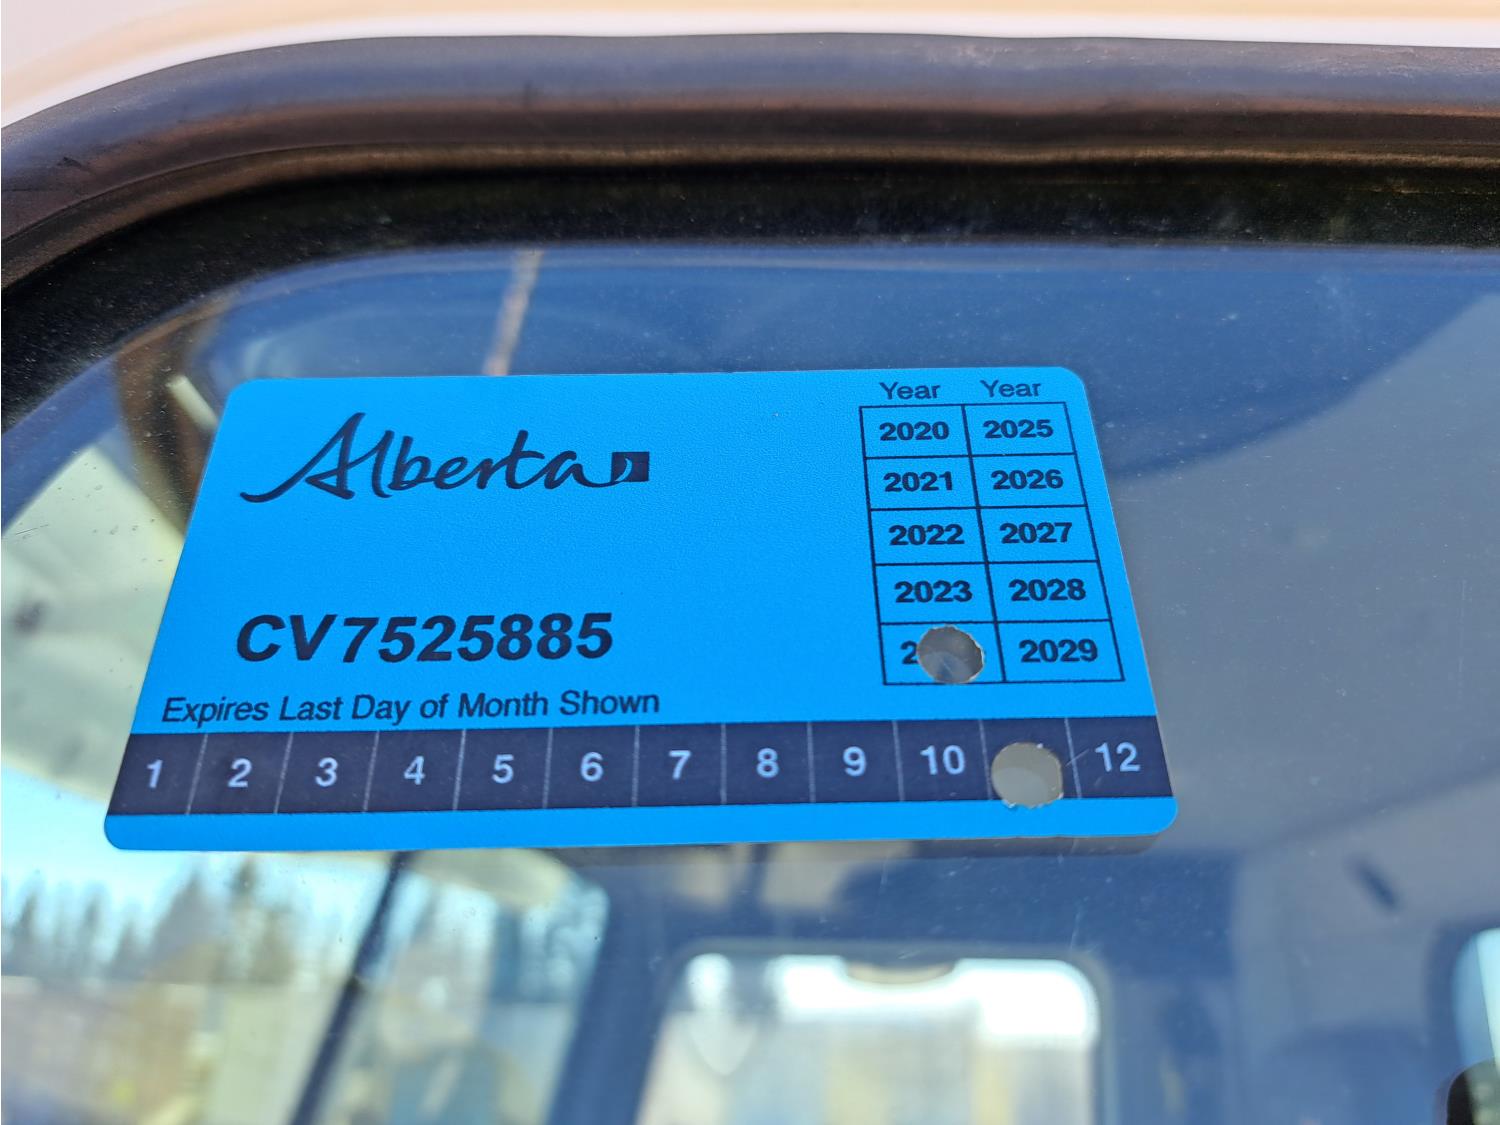 Alberta
Year Year
2020 2025
2021 2026
2022 2027
2023 2028
2029
CV7525885
Expires Last Day of Month Shown
1 2 3 4 5 6 7 8 9 10 12